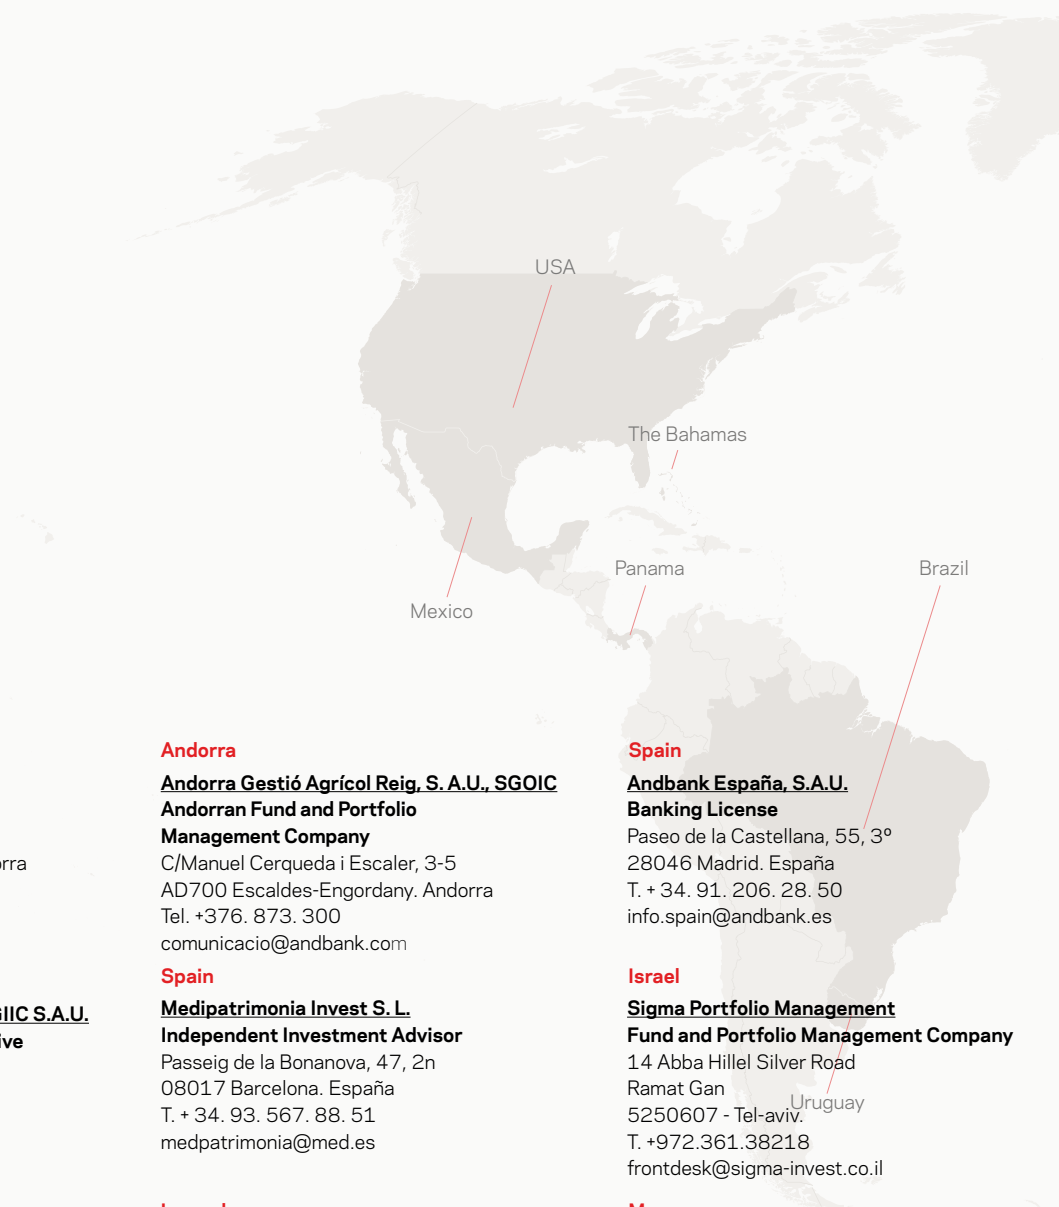 USA
The Bahamas
Panama
Brazil
Mexico
Andorra
Andorra Gestió Agrícol Reig, S. A.U., SGOIC
Andorran Fund and Portfolio
Management Company
C/Manuel Cerqueda i Escaler, 3-5
AD700 Escaldes-Engordany. Andorra
Tel. +376. 873. 300
comunicacio@andbank.com
Spain
Andbank España, S.A.U.
Banking License
Paseo de la Castellana, 55, 3º
28046 Madrid. España
T. + 34. 91. 206. 28. 50
info.spain@andbank.es
S.A.U.
Spain
Medipatrimonia Invest S. L.
Independent Investment Advisor
Passeig de la Bonanova, 47, 2n
08017 Barcelona. España
T. + 34. 93. 567. 88. 51
medpatrimonia@med.es
Israel
Sigma Portfolio Management
Fund and Portfolio Management Company
14 Abba Hillel Silver Road
Ramat Gan
5250607 - Tel-aviv.
T. +972.361.38218
frontdesk@sigma-invest.co.il
Uruguay